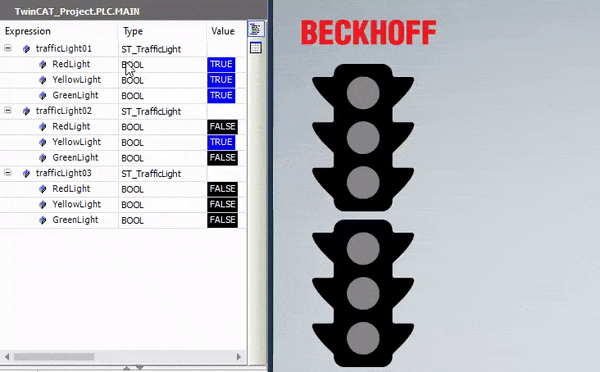 TwinCAT_Project.PLC.MAIN
Expression Type Value
trafficLight01 ST_TrafficLight
RedLight BOOL TRUE
YellowLight BOOL TRUE
GreenLight BOOL TRUE
trafficLight02 ST_TrafficLight
RedLight BOOL FALSE
YellowLight BOOL TRUE
GreenLight BOOL FALSE
trafficLight03 ST_TrafficLight
RedLight BOOL FALSE
YellowLight BOOL FALSE
GreenLight BOOL FALSE
BECKHOFF